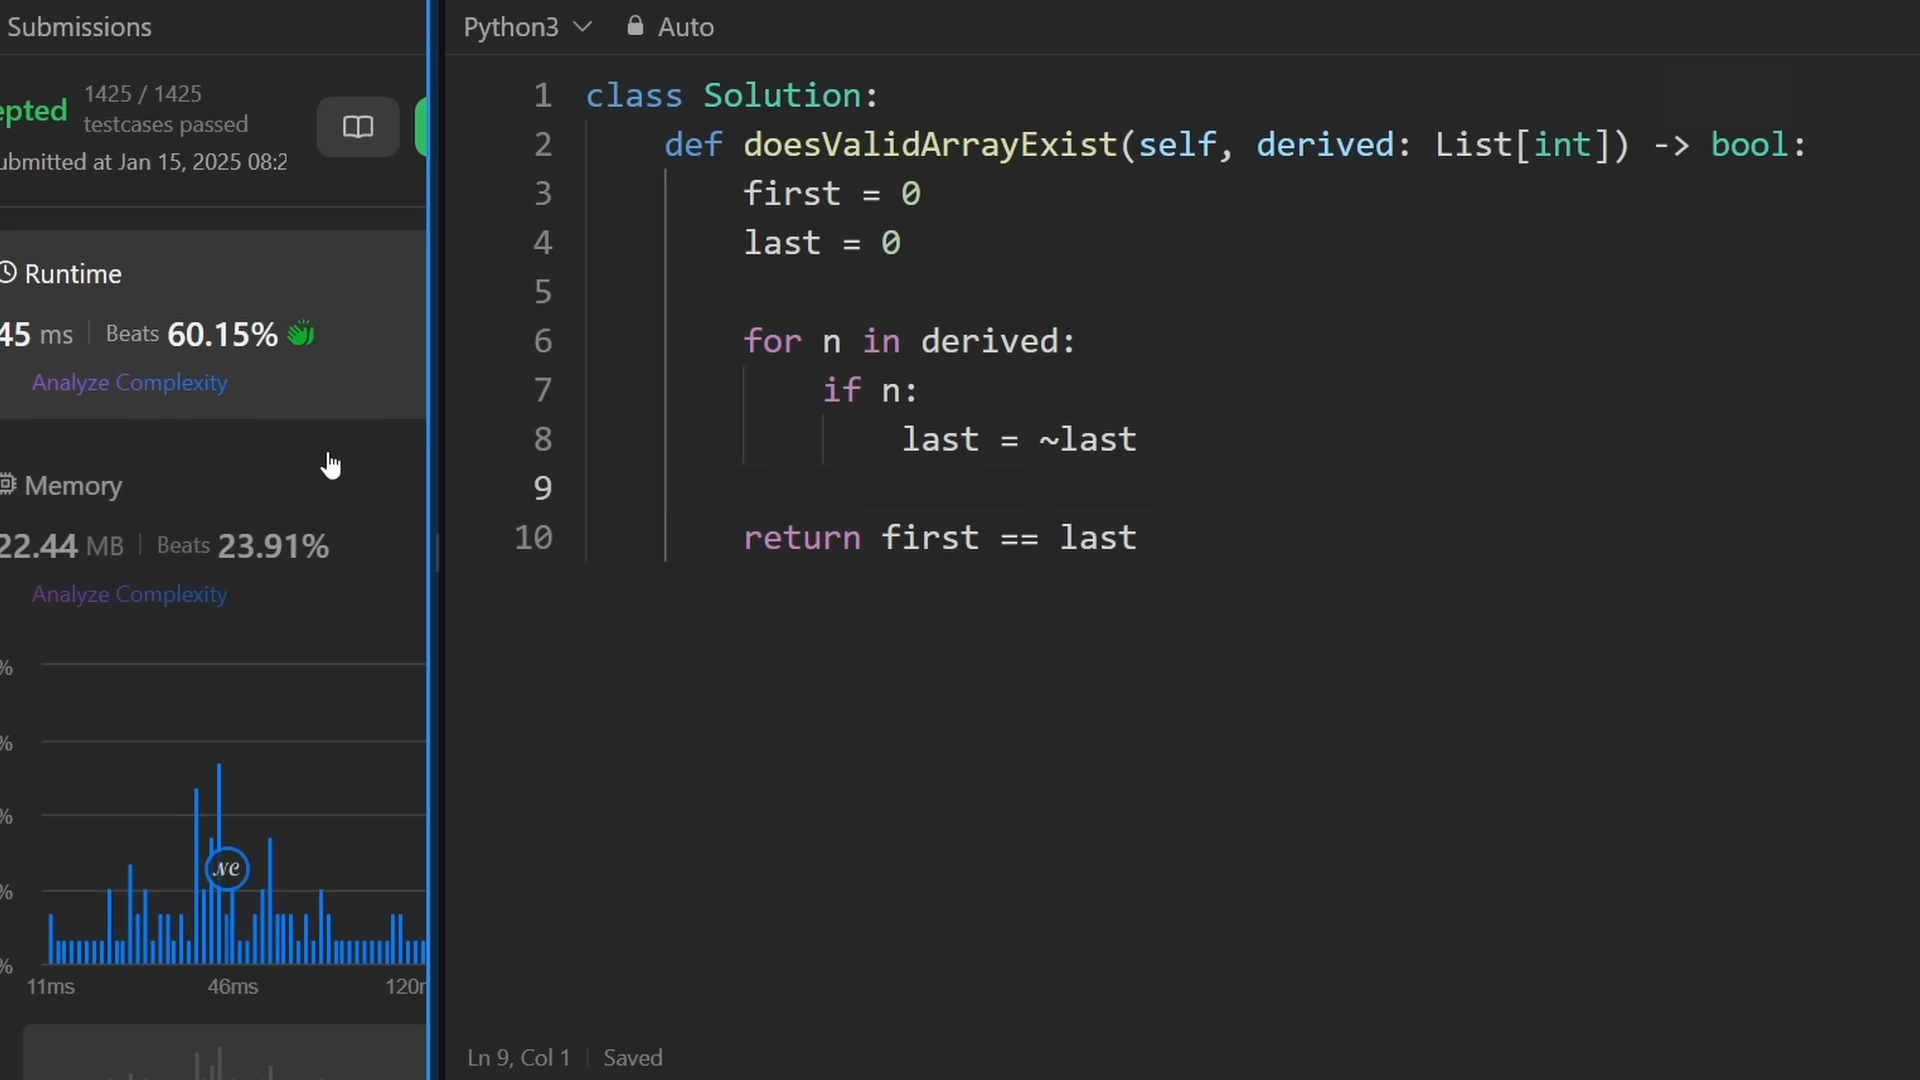 Submissions
epted
1425 / 1425
testcases passed
ubmitted at Jan 15, 2025 08:2
Runtime
45 ms
Beats 60.15%
Analyze Complexity
Memory
22.44 MB
Beats 23.91%
Analyze Complexity
%
%
%
%
%
NC
11ms
46ms
120m
Python3
Auto
1 class Solution:
2 def doesValidArrayExist(self, derived: List[int]) -> bool:
3 first = 0
4 last = 0
5
6 for n in derived:
7 if n:
8 last = ~last
9
10 return first == last
Ln 9, Col 1
Saved